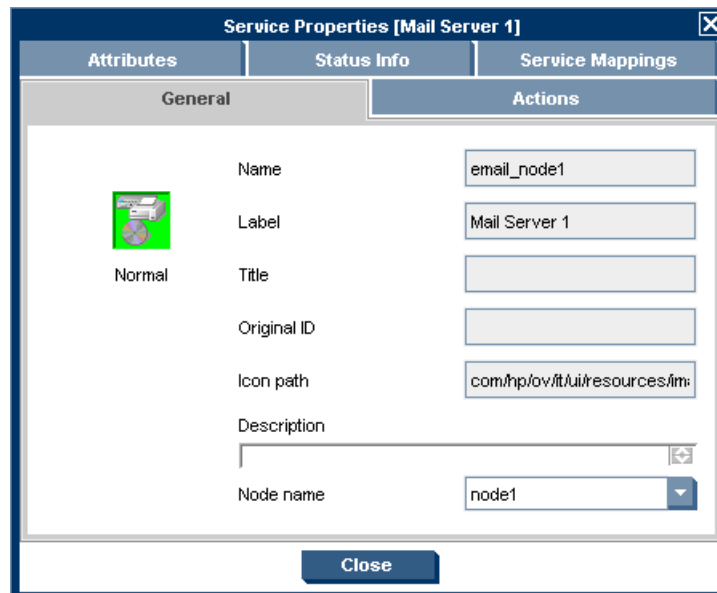 Service Properties [Mail Server 1]
Attributes
Status Info
Service Mappings
General
Actions
Name
email_node1
Label
Mail Server 1
Normal
Title
Original ID
Icon path
com/hp/ov/it/ui/resources/ima
Description
Node name
node1
Close